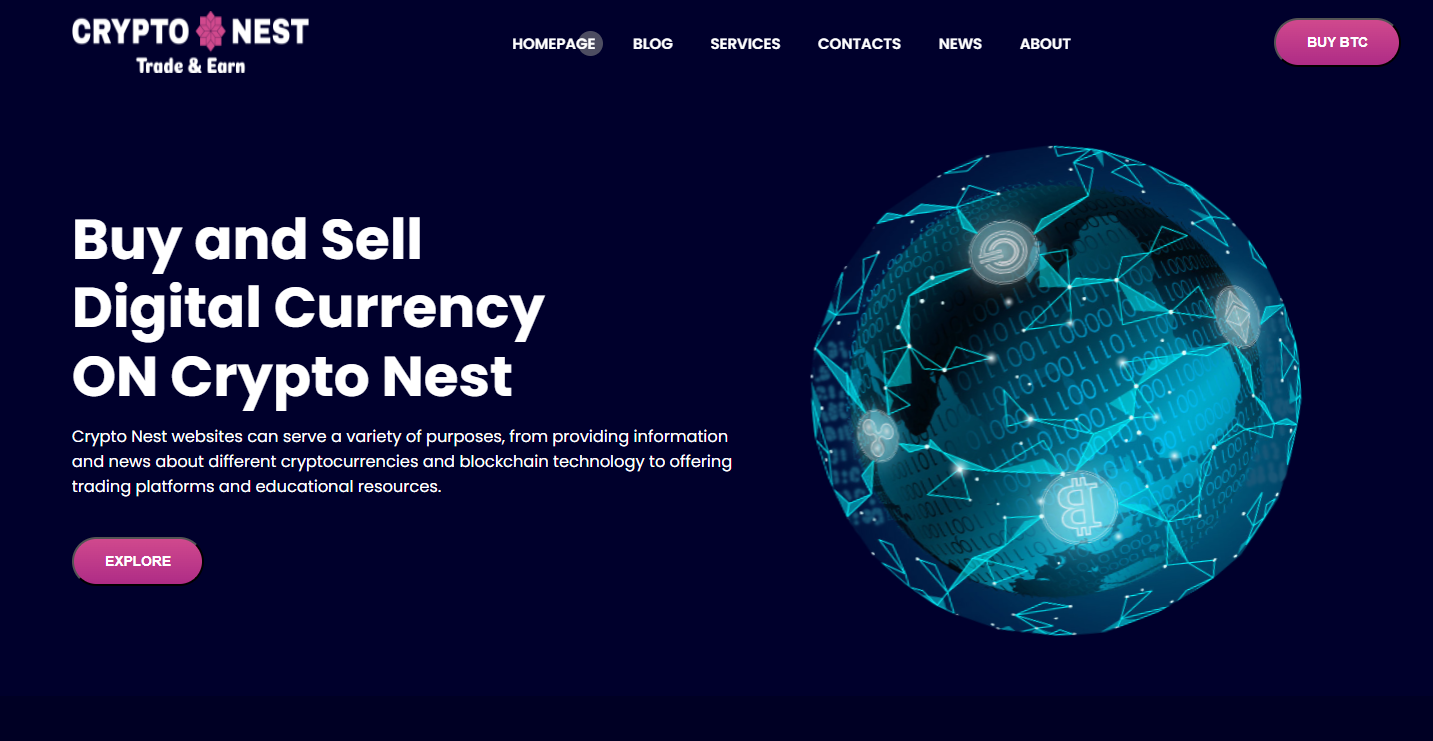 CRYPTO NEST
Trade & Earn
HOMEPAGE BLOG SERVICES CONTACTS NEWS ABOUT
BUY BTC
Buy and Sell
Digital Currency
ON Crypto Nest
Crypto Nest websites can serve a variety of purposes, from providing information
and news about different cryptocurrencies and blockchain technology to offering
trading platforms and educational resources.
EXPLORE